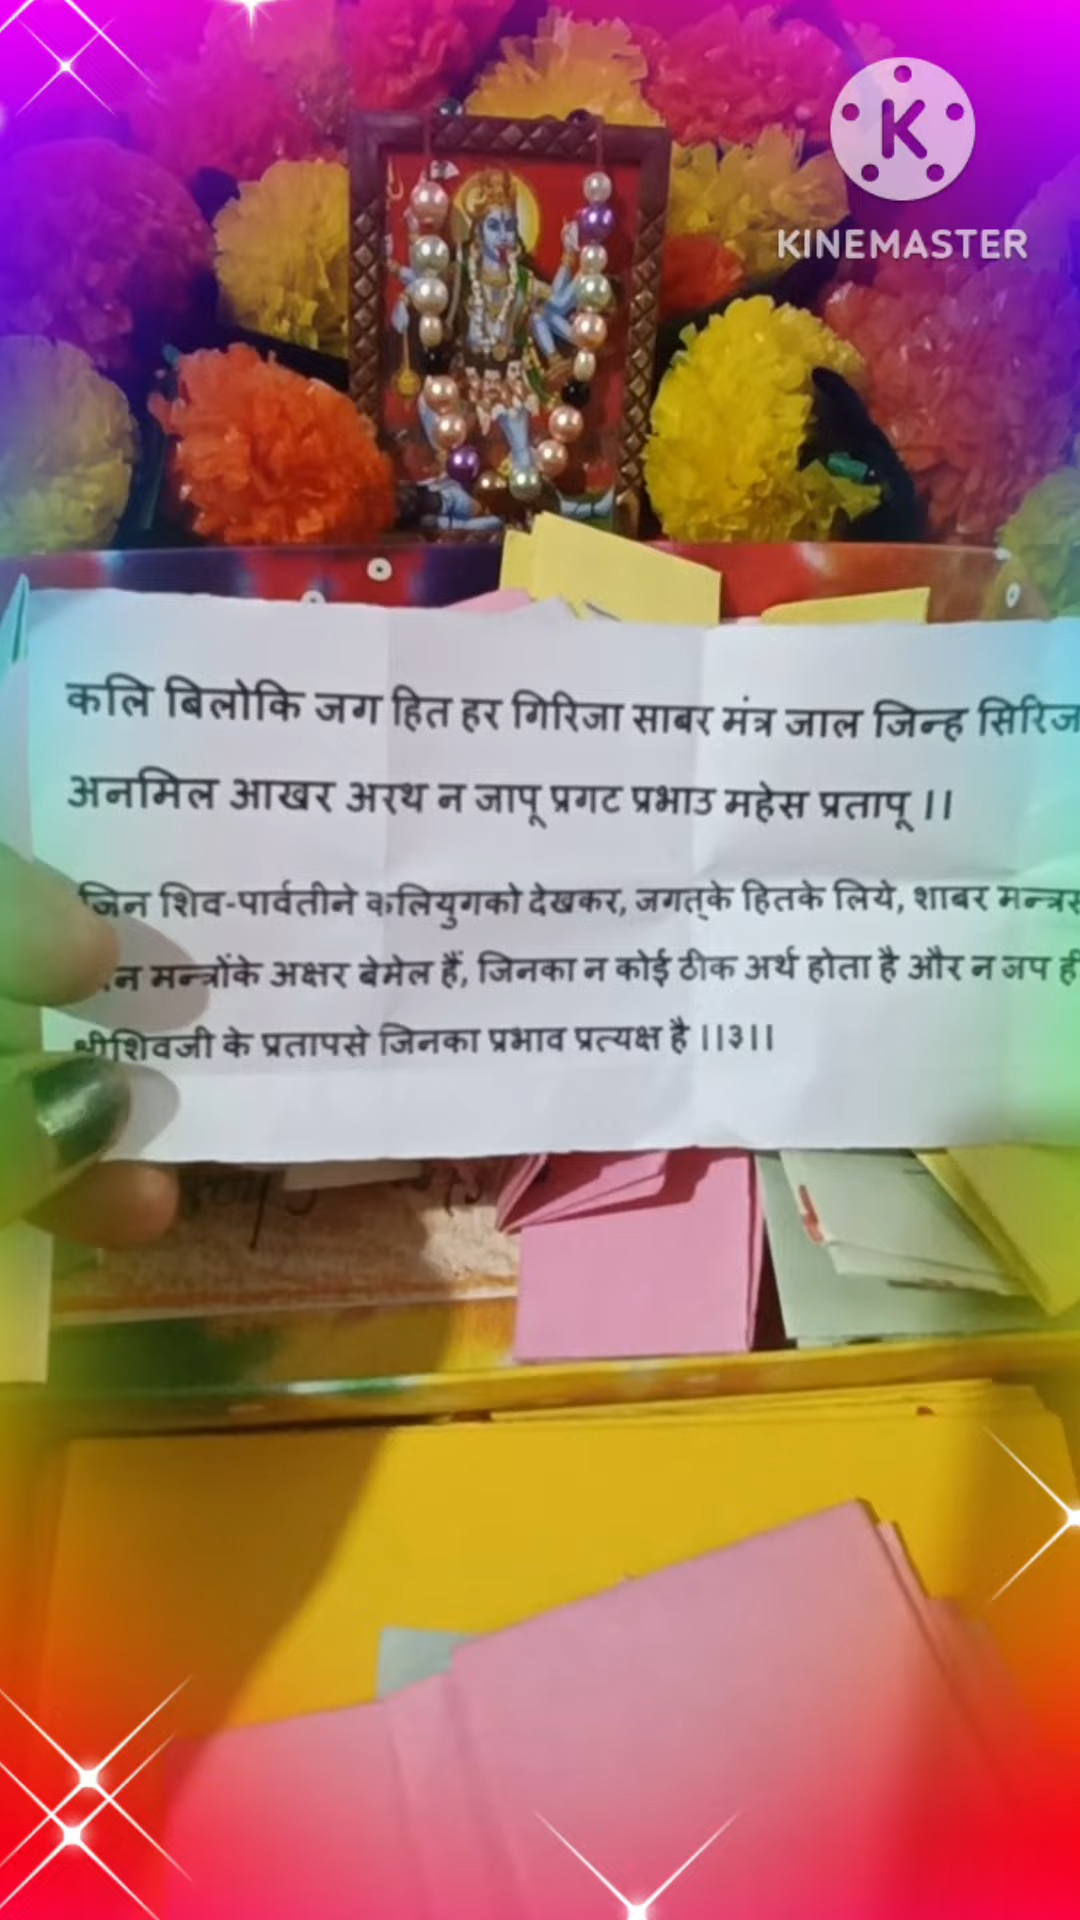 KINEMASTER
कलि बिलोकि जग हित हर गिरिजा साबर मंत्र जाल जिन्ह सिरिज
अनमिल आखर अरथ न जापू प्रगट प्रभाउ महेस प्रतापू ।।
जिन शिव-पार्वतीने कलियुगको देखकर, जगत्के हितके लिये, शाबर
मन्त्रोंके अक्षर बेमेल हैं, जिनका न कोई ठीक अर्थ होता है और न जप ही
श्रीशिवजी के प्रतापसे जिनका प्रभाव प्रत्यक्ष है ।।३।।